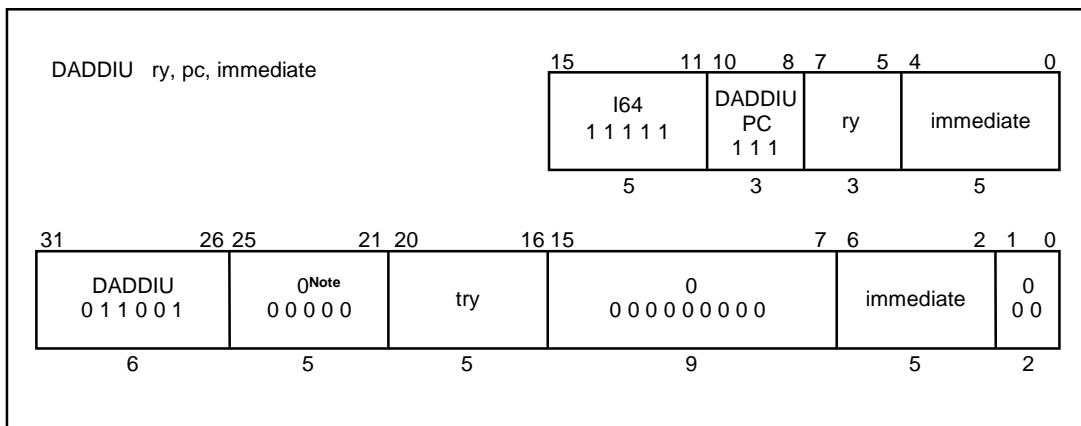 DADDIU ry, pc, immediate
15 11 10 8 7 5 4 0
I64 DADDIU ry immediate
1 1 1 1 1 PC
1 1 1
5 3 3 5
31 26 25 21 20 16 15 7 6 2 1 0
DADDIU 0Note try 0 immediate 0
0 1 1 0 0 1 0 0 0 0 0 0 0 0 0 0 0 0 0 0 0 0
6 5 5 9 5 2